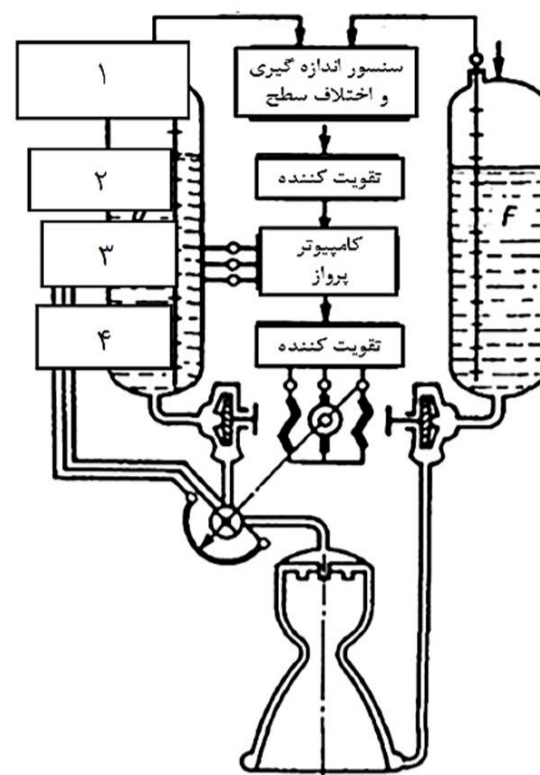 ۱
۲
۳
۴
سنسور اندازه گیری
و اختلاف سطح
تقویت کننده
کامپیوتر
پرواز
تقویت کننده
F